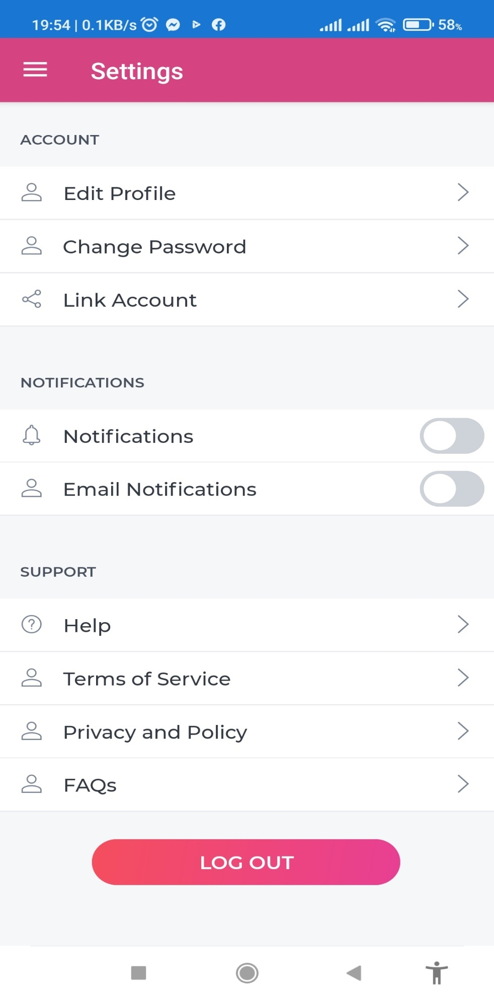 19:54 | 0.1KB/s 58%
Settings
ACCOUNT
Edit Profile
Change Password
Link Account
NOTIFICATIONS
Notifications
Email Notifications
SUPPORT
Help
Terms of Service
Privacy and Policy
FAQs
LOG OUT